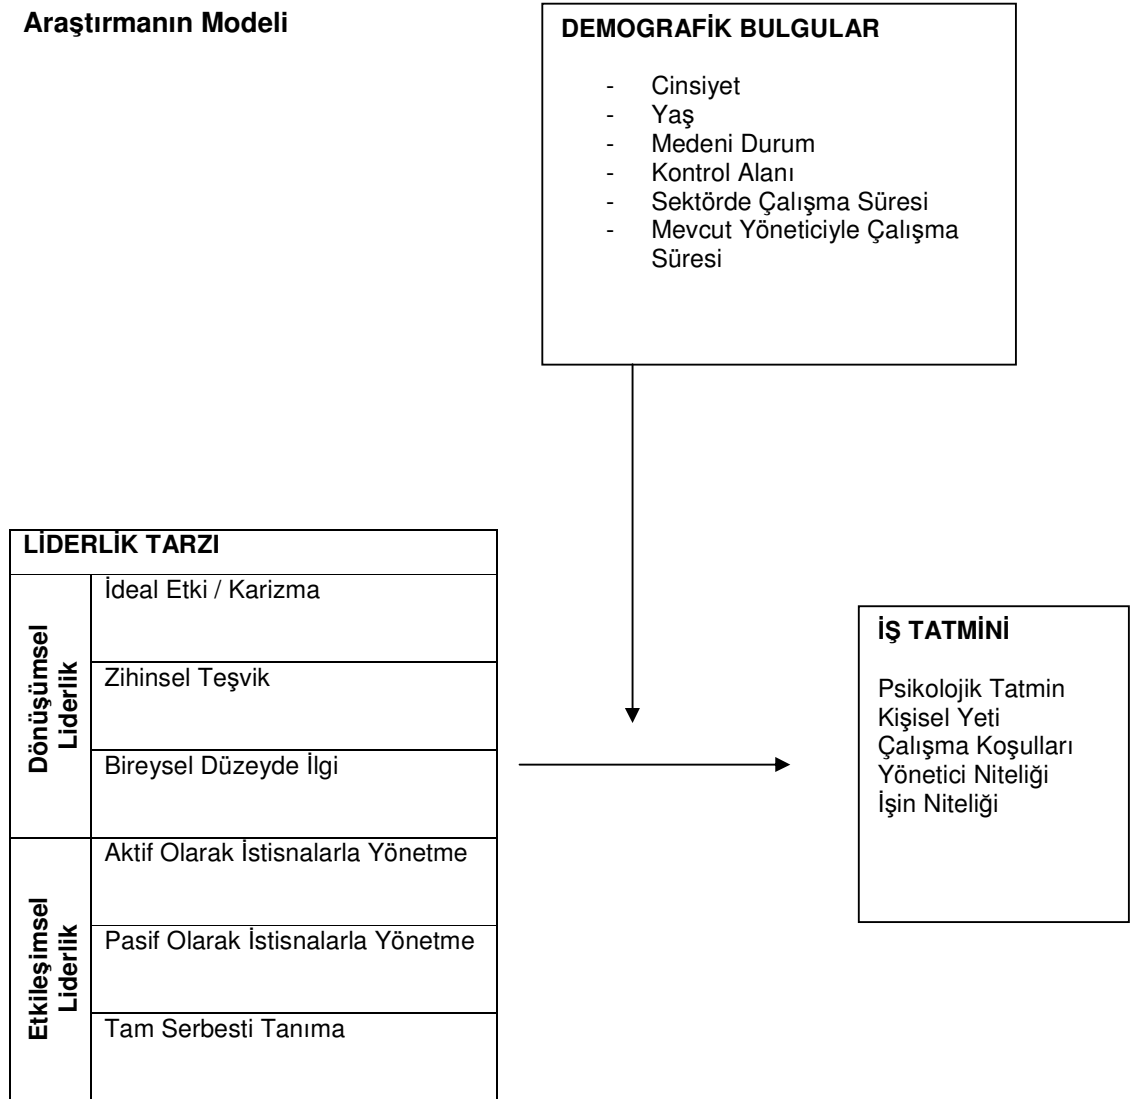 Araştırmanın Modeli
DEMOGRAFİK BULGULAR
- Cinsiyet
- Yaş
- Medeni Durum
- Kontrol Alanı
- Sektörde Çalışma Süresi
- Mevcut Yöneticiyle Çalışma
Süresi
LİDERLİK TARZI
Dönüşümsel
Liderlik
İdeal Etki / Karizma
Zihinsel Teşvik
Bireysel Düzeyde İlgi
Etkileşimsel
Liderlik
Aktif Olarak İstisnalarla Yönetme
Pasif Olarak İstisnalarla Yönetme
Tam Serbesti Tanıma
İŞ TATMİNİ
Psikolojik Tatmin
Kişisel Yeti
Çalışma Koşulları
Yönetici Niteliği
İşin Niteliği